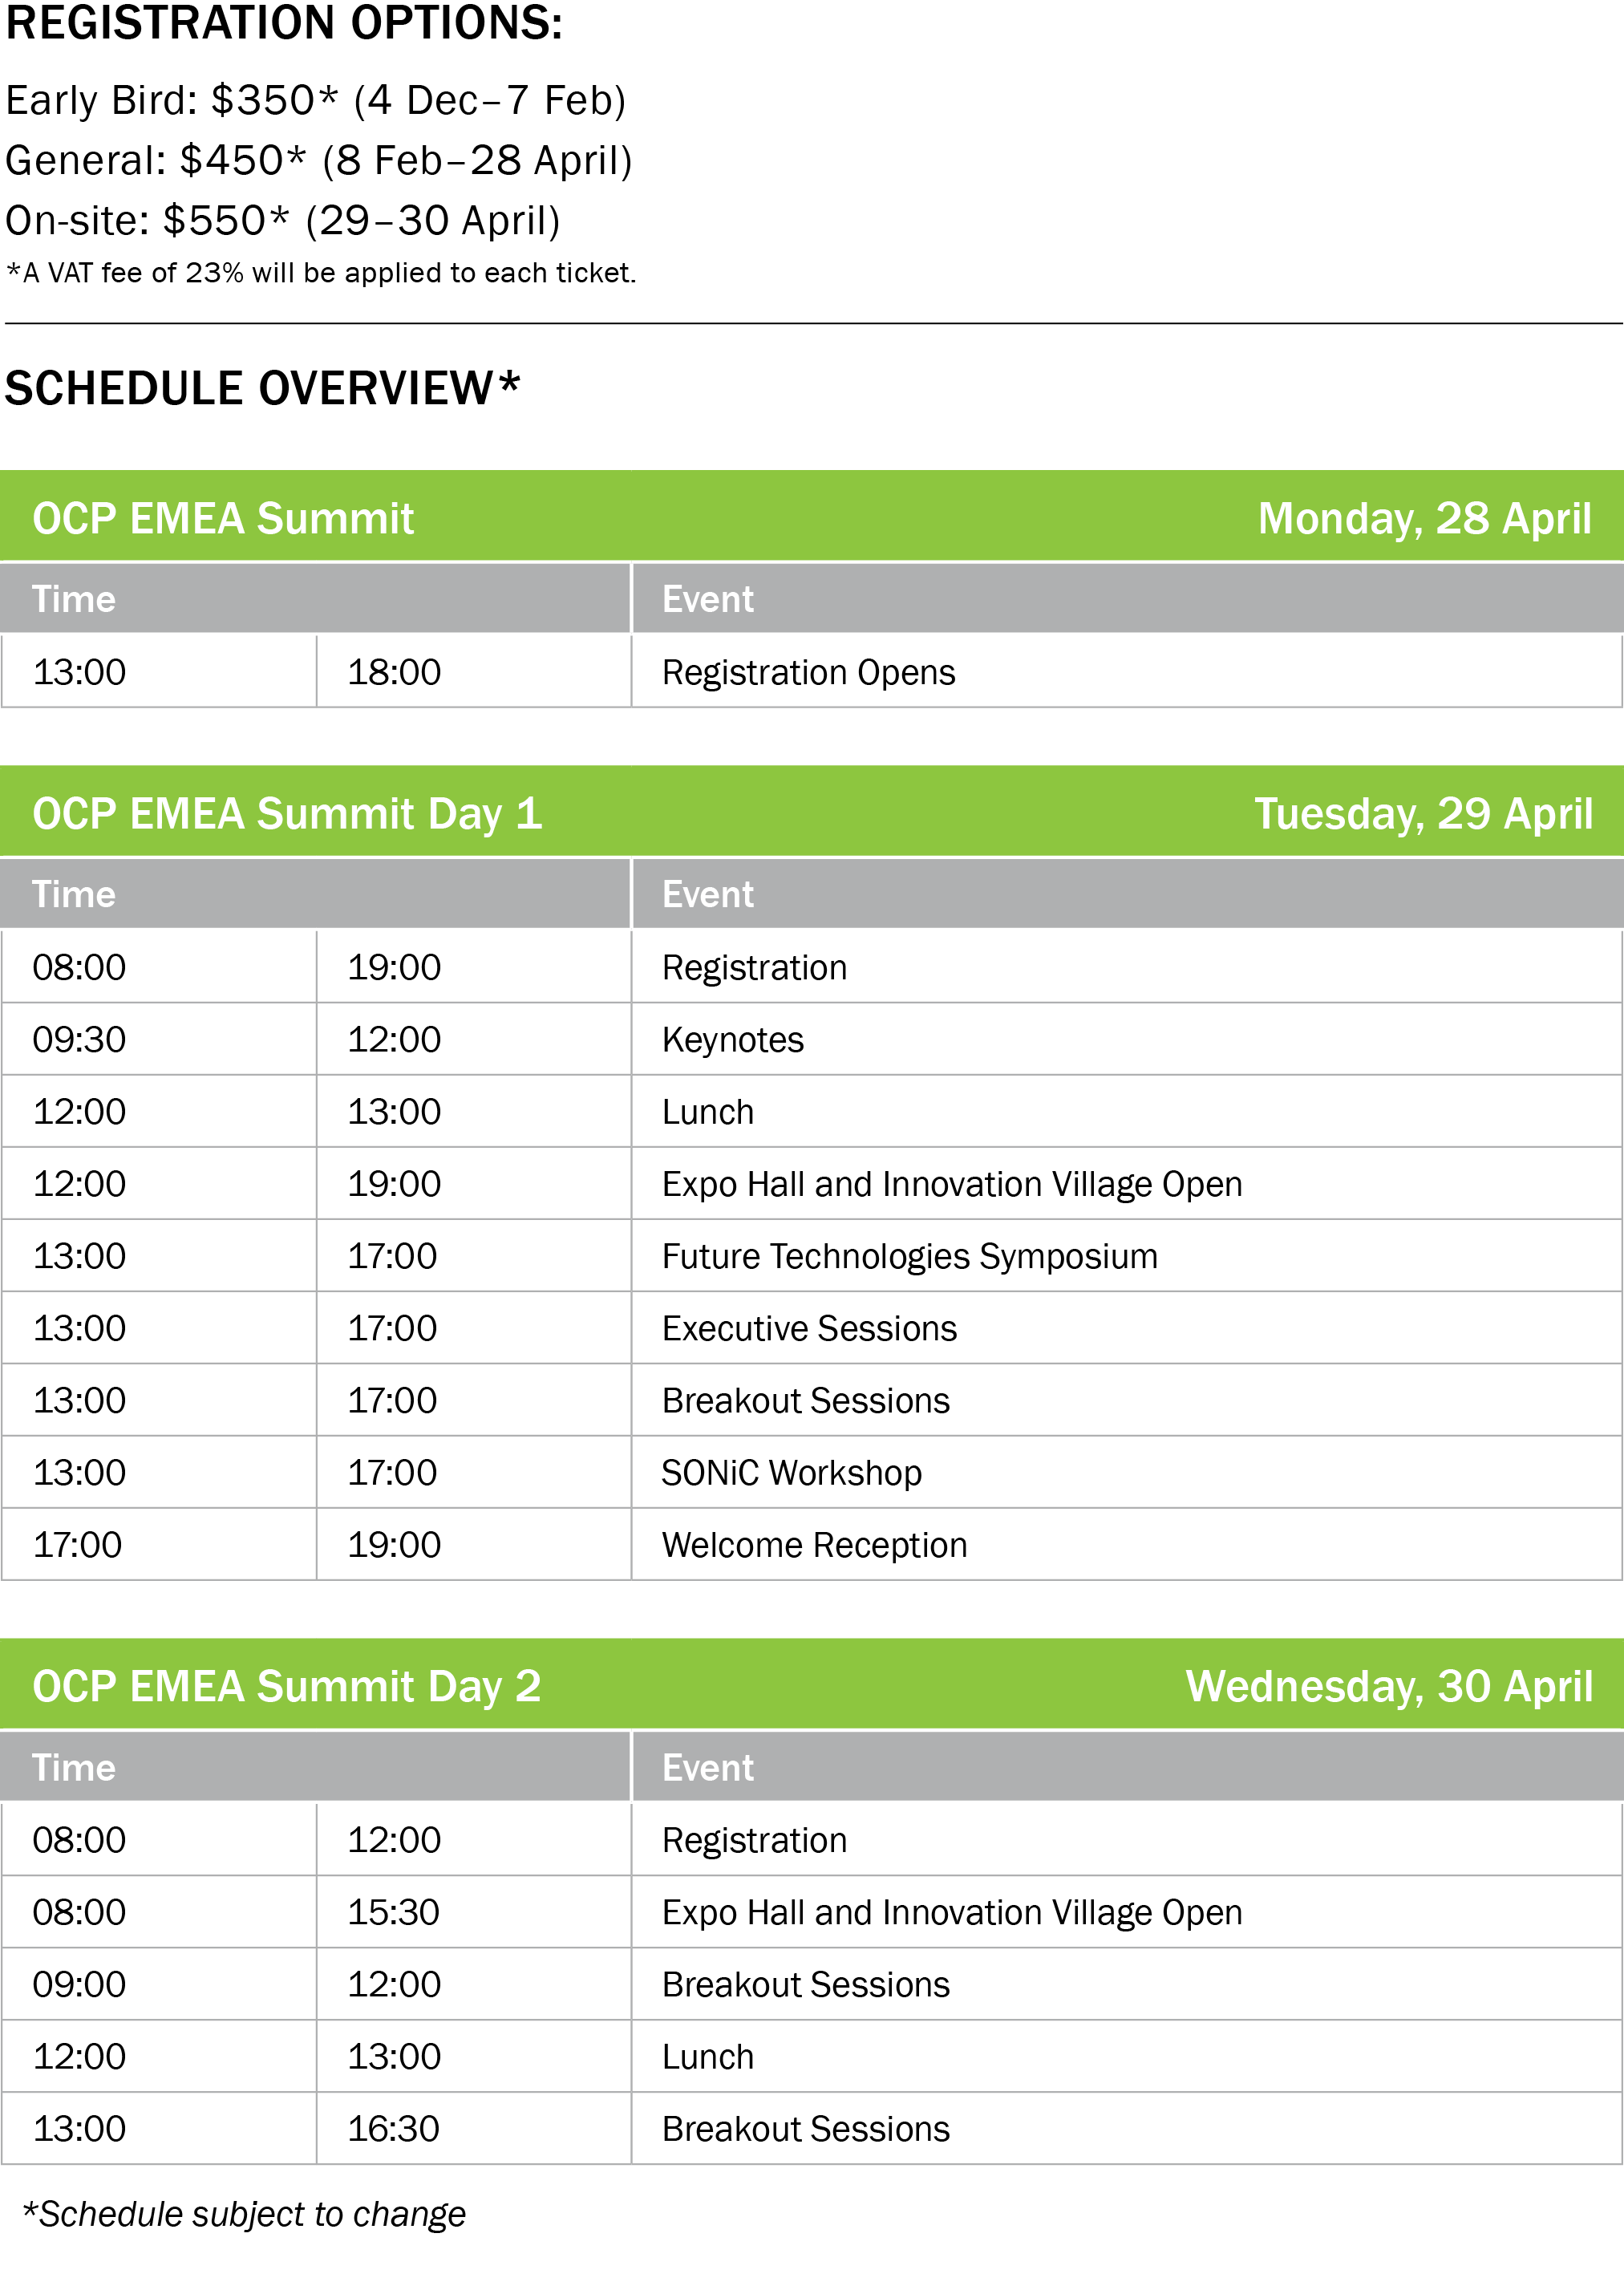 REGISTRATION OPTIONS:
Early Bird: $350* (4 Dec–7 Feb)
General: $450* (8 Feb–28 April)
On-site: $550* (29–30 April)
*A VAT fee of 23% will be applied to each ticket.
SCHEDULE OVERVIEW*
OCP EMEA Summit Monday, 28 April
Time Event
13:00 18:00 Registration Opens
OCP EMEA Summit Day 1 Tuesday, 29 April
Time Event
08:00 19:00 Registration
09:30 12:00 Keynotes
12:00 13:00 Lunch
12:00 19:00 Expo Hall and Innovation Village Open
13:00 17:00 Future Technologies Symposium
13:00 17:00 Executive Sessions
13:00 17:00 Breakout Sessions
13:00 17:00 SONiC Workshop
17:00 19:00 Welcome Reception
OCP EMEA Summit Day 2 Wednesday, 30 April
Time Event
08:00 12:00 Registration
08:00 15:30 Expo Hall and Innovation Village Open
09:00 12:00 Breakout Sessions
12:00 13:00 Lunch
13:00 16:30 Breakout Sessions
*Schedule subject to change